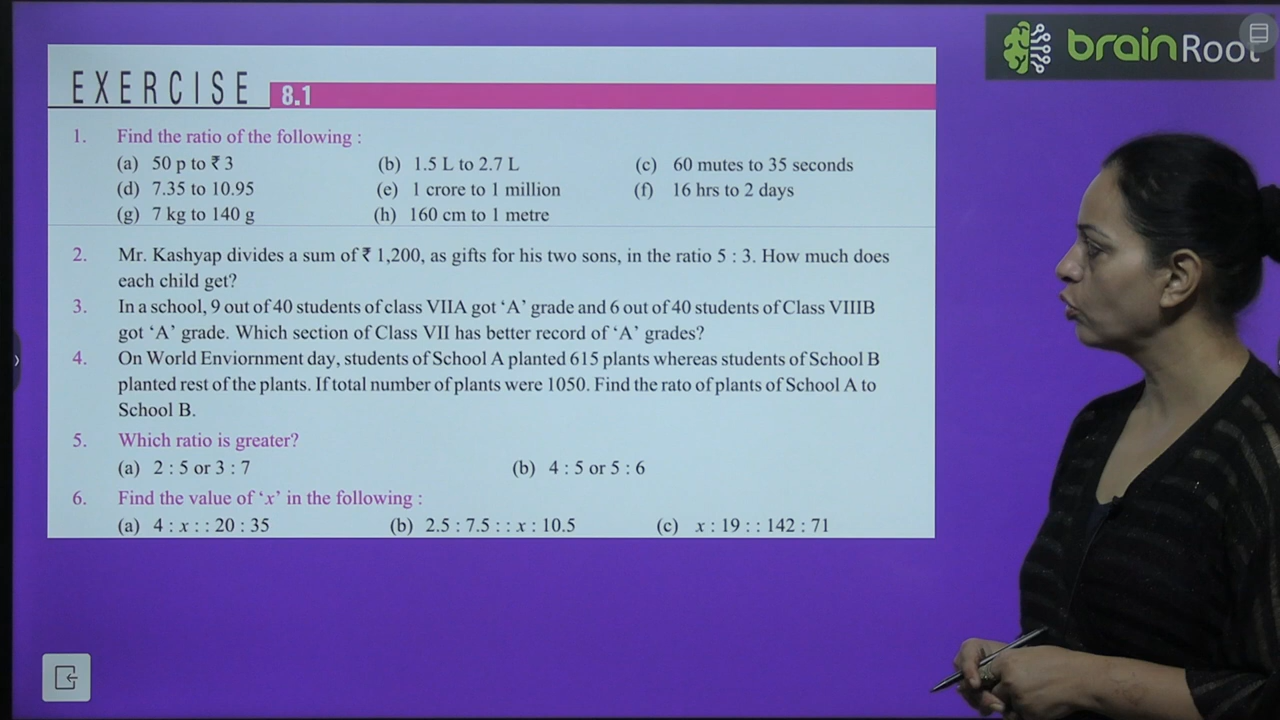 brainRoot
EXERCISE 8.1
1. Find the ratio of the following :
(a) 50 p to ₹ 3 (b) 1.5 L to 2.7 L (c) 60 mutes to 35 seconds
(d) 7.35 to 10.95 (e) 1 crore to 1 million (f) 16 hrs to 2 days
(g) 7 kg to 140 g (h) 160 cm to 1 metre
2. Mr. Kashyap divides a sum of ₹ 1,200, as gifts for his two sons, in the ratio 5 : 3. How much does
each child get?
3. In a school, 9 out of 40 students of class VIIA got ‘A’ grade and 6 out of 40 students of Class VIIIB
got ‘A’ grade. Which section of Class VII has better record of ‘A’ grades?
4. On World Enviornment day, students of School A planted 615 plants whereas students of School B
planted rest of the plants. If total number of plants were 1050. Find the rato of plants of School A to
School B.
5. Which ratio is greater?
(a) 2 : 5 or 3 : 7 (b) 4 : 5 or 5 : 6
6. Find the value of ‘x’ in the following :
(a) 4 : x : : 20 : 35 (b) 2.5 : 7.5 : : x : 10.5 (c) x : 19 : : 142 : 71